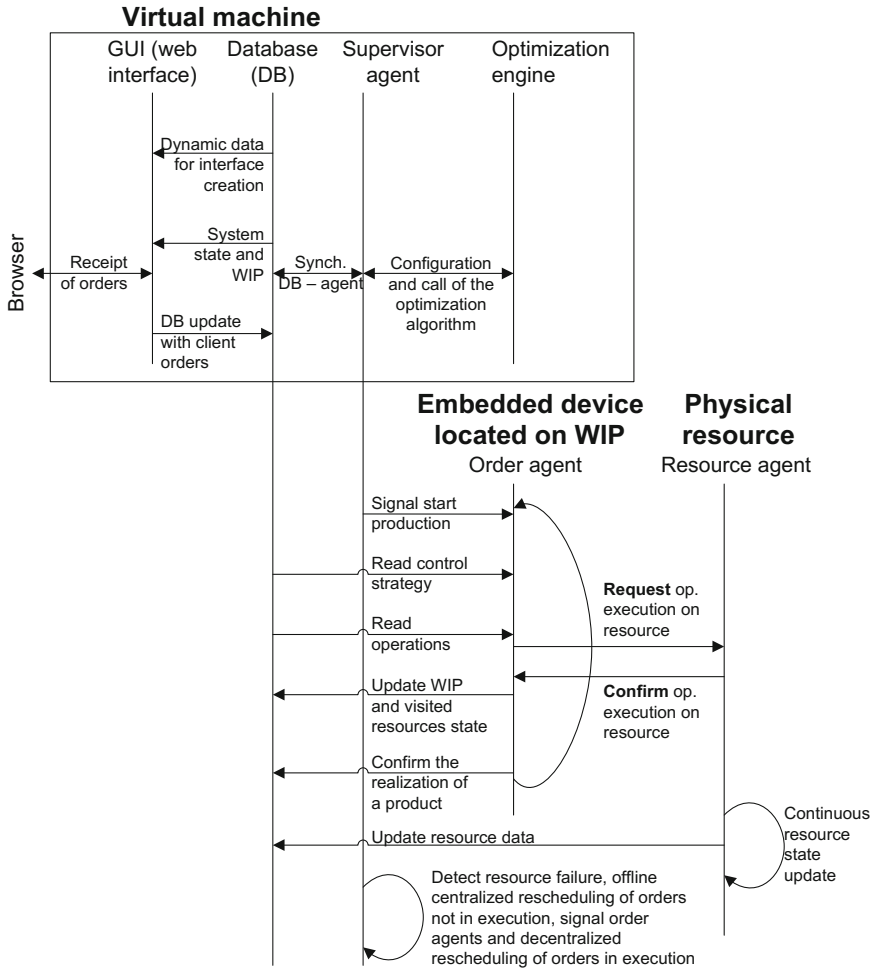 Virtual machine
GUI (web
interface)
Database
(DB)
Supervisor
agent
Optimization
engine
Dynamic data
for interface
creation
System
state and
WIP
Browser
Receipt
of orders
Synch.
DB – agent
Configuration
and call of the
optimization
algorithm
DB update
with client
orders
Embedded device
located on WIP
Order agent
Physical
resource
Resource agent
Signal start
production
Read control
strategy
Request op.
execution on
resource
Read
operations
Update WIP
and visited
resources state
Confirm op.
execution on
resource
Confirm the
realization of
a product
Continuous
resource
state
update
Update resource data
Detect resource failure, offline
centralized rescheduling of orders
not in execution, signal order
agents and decentralized
rescheduling of orders in execution